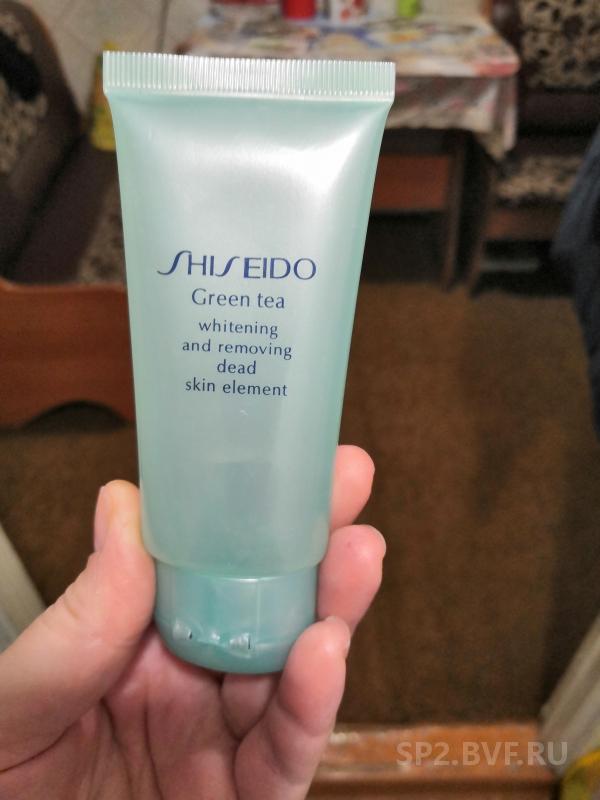 SHISEIDO
Green tea
whitening
and removing
dead
skin element
SP2.BVF.RU